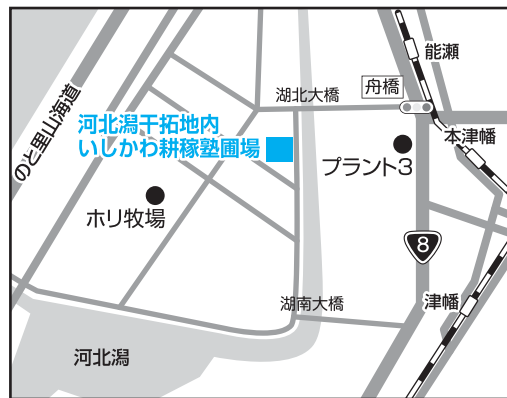 能瀬
舟橋
湖北大橋
のと里山海道
河北潟干拓地内
いしかわ耕稼塾圃場
本津幡
プラント3
ホリ牧場
8
津幡
湖南大橋
河北潟